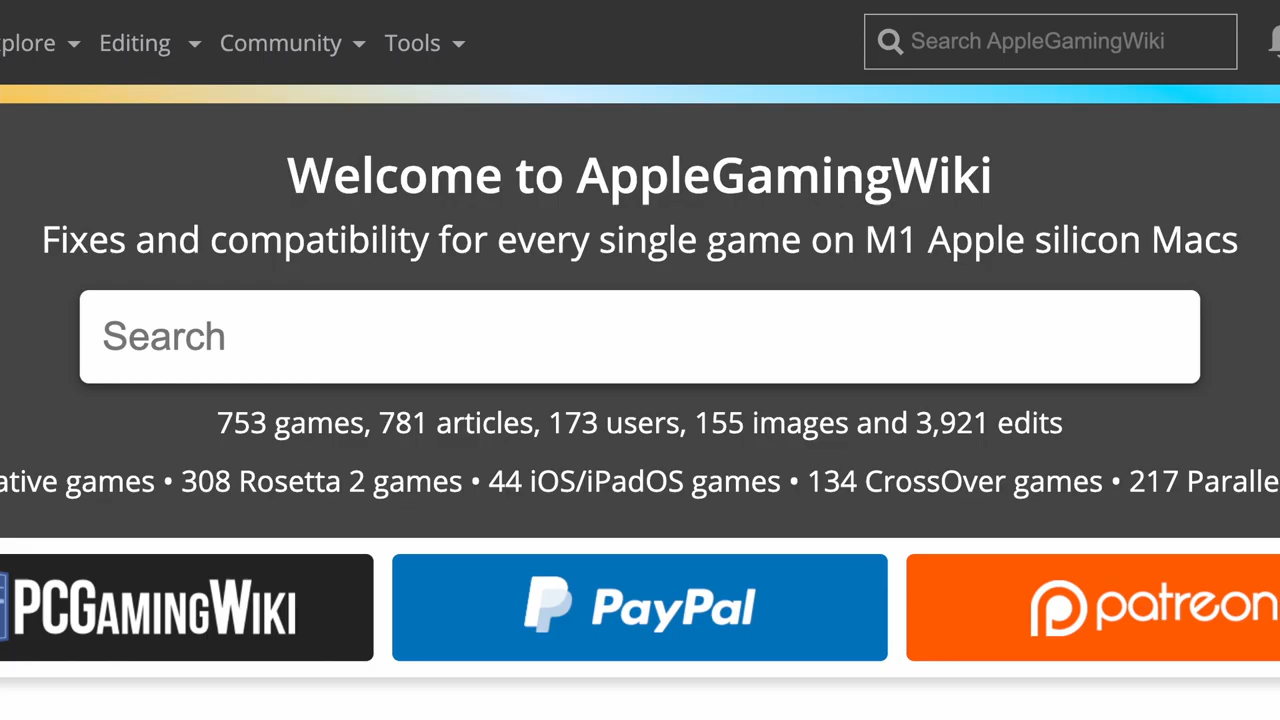 plore Editing Community Tools Search AppleGamingWiki
Welcome to AppleGamingWiki
Fixes and compatibility for every single game on M1 Apple silicon Macs
Search
753 games, 781 articles, 173 users, 155 images and 3,921 edits
ative games • 308 Rosetta 2 games • 44 iOS/iPadOS games • 134 CrossOver games • 217 Paralle
PCGamingWiki PayPal patreon